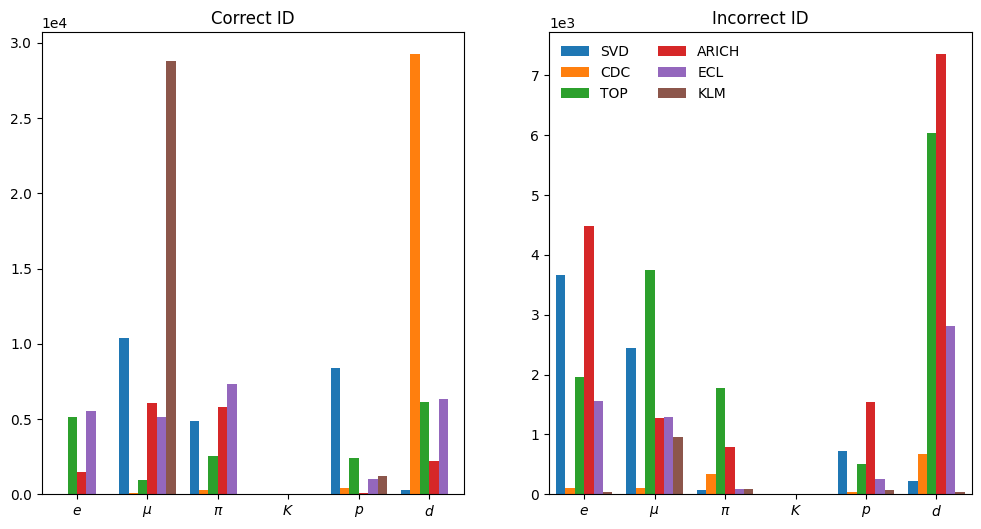 Correct ID
1e4
3.0
2.5
2.0
1.5
1.0
0.5
0.0
e μ π K p d
Incorrect ID
1e3
SVD ARICH
CDC ECL
TOP KLM
7
6
5
4
3
2
1
0
e μ π K p d